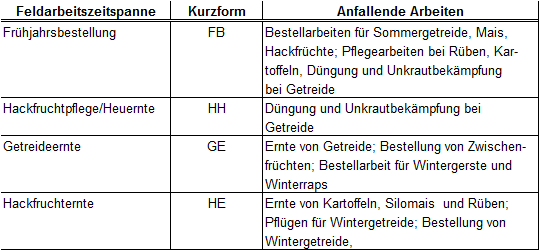 Feldarbeitszeitspanne Kurzform Anfallende Arbeiten
Frühjahrsbestellung FB Bestellarbeiten für Sommergetreide, Mais,
Hackfrüchte; Pflegearbeiten bei Rüben, Kar-
toffeln, Düngung und Unkrautbekämpfung
bei Getreide
Hackfruchtpflege/Heuernte HH Düngung und Unkrautbekämpfung bei
Getreide
Getreideernte GE Ernte von Getreide; Bestellung von Zwischen-
früchten; Bestellarbeit für Wintergerste und
Winterraps
Hackfruchternte HE Ernte von Kartoffeln, Silomais und Rüben;
Pflügen für Wintergetreide; Bestellung von
Wintergetreide,